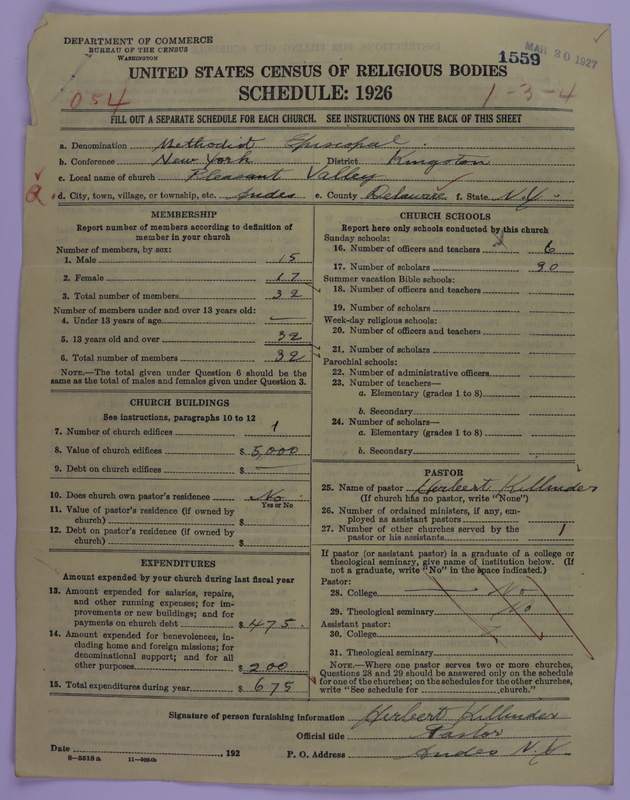 DEPARTMENT OF COMMERCE
BUREAU OF THE CENSUS
WASHINGTON
1559
MAR 30 1927
UNITED STATES CENSUS OF RELIGIOUS BODIES
SCHEDULE: 1926
054
1-3-4
FILL OUT A SEPARATE SCHEDULE FOR EACH CHURCH. SEE INSTRUCTIONS ON THE BACK OF THIS SHEET
a. Denomination Methodist Episcopal
b. Conference New York District Kingston
c. Local name of church Pleasant Valley
d. City, town, village, or township, etc. Andes e. County Delaware f. State N.Y.
MEMBERSHIP
Report number of members according to definition of
member in your church
Number of members, by sex:
1. Male 15
2. Female 17
3. Total number of members 32
Number of members under and over 13 years old:
4. Under 13 years of age —
5. 13 years old and over 32
6. Total number of members 32
NOTE.—The total given under Question 6 should be
same as the total of males and females given under Question 3.
CHURCH BUILDINGS
See instructions, paragraphs 10 to 12
7. Number of church edifices 1
8. Value of church edifices $ 5,000
9. Debt on church edifices $ —
10. Does church own pastor's residence No
Yes or No
11. Value of pastor's residence (if owned by
church) $
12. Debt on pastor's residence (if owned by
church) $
EXPENDITURES
Amount expended by your church during last fiscal year
13. Amount expended for salaries, repairs,
and other running expenses; for im-
provements or new buildings; and for
payments on church debt $ 475.
14. Amount expended for benevolences, in-
cluding home and foreign missions; for
denominational support; and for all
other purposes $ 200
15. Total expenditures during year $ 675
CHURCH SCHOOLS
Report here only schools conducted by this church
Sunday schools:
16. Number of officers and teachers 6
17. Number of scholars 30
Summer vacation Bible schools:
18. Number of officers and teachers
19. Number of scholars
Week-day religious schools:
20. Number of officers and teachers
21. Number of scholars
Parochial schools:
22. Number of administrative officers
23. Number of teachers—
a. Elementary (grades 1 to 8)
b. Secondary
24. Number of scholars—
a. Elementary (grades 1 to 8)
b. Secondary
PASTOR
25. Name of pastor Herbert Killinder
(If church has no pastor, write "None")
26. Number of ordained ministers, if any, em-
ployed as assistant pastors
27. Number of other churches served by the
pastor or his assistants 1
If pastor (or assistant pastor) is a graduate of a college or
theological seminary, give name of institution below. (If
not a graduate, write "No" in the space indicated.)
Pastor:
28. College No
29. Theological seminary No
Assistant pastor:
30. College
31. Theological seminary
NOTE.—Where one pastor serves two or more churches,
Questions 28 and 29 should be answered only on the schedule
for one of the churches; on the schedules for the other churches,
write "See schedule for church."
Signature of person furnishing information Herbert Killinder
Official title Pastor
Date , 192 P. O. Address Andes N.Y.
8-5518a 11-9084b